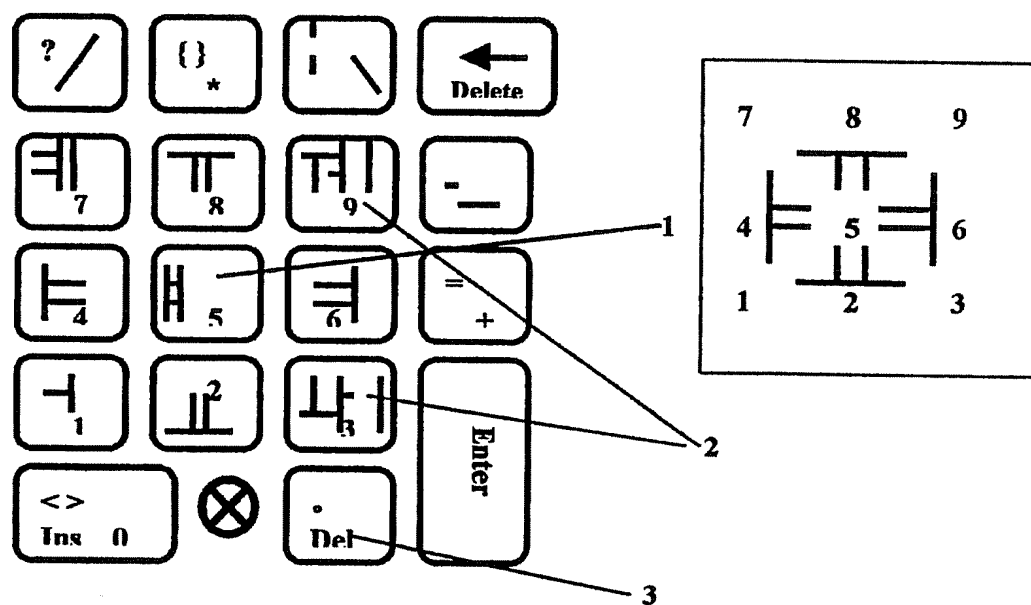 ? /
{ }
*
¦ \
Delete
ㅖ 7
ㅠ 8
ㅞ 9
- _
ㅑ 4
ㅒ 5
ㅕ 6
=
+
ㅓ 1
ㅛ 2
ㅙ 3
Enter
< >
Ins 0
.
Del
1
2
3
7 8 9
ㅠ
4 ㅑ 5 ㅕ 6
ㅛ
1 2 3